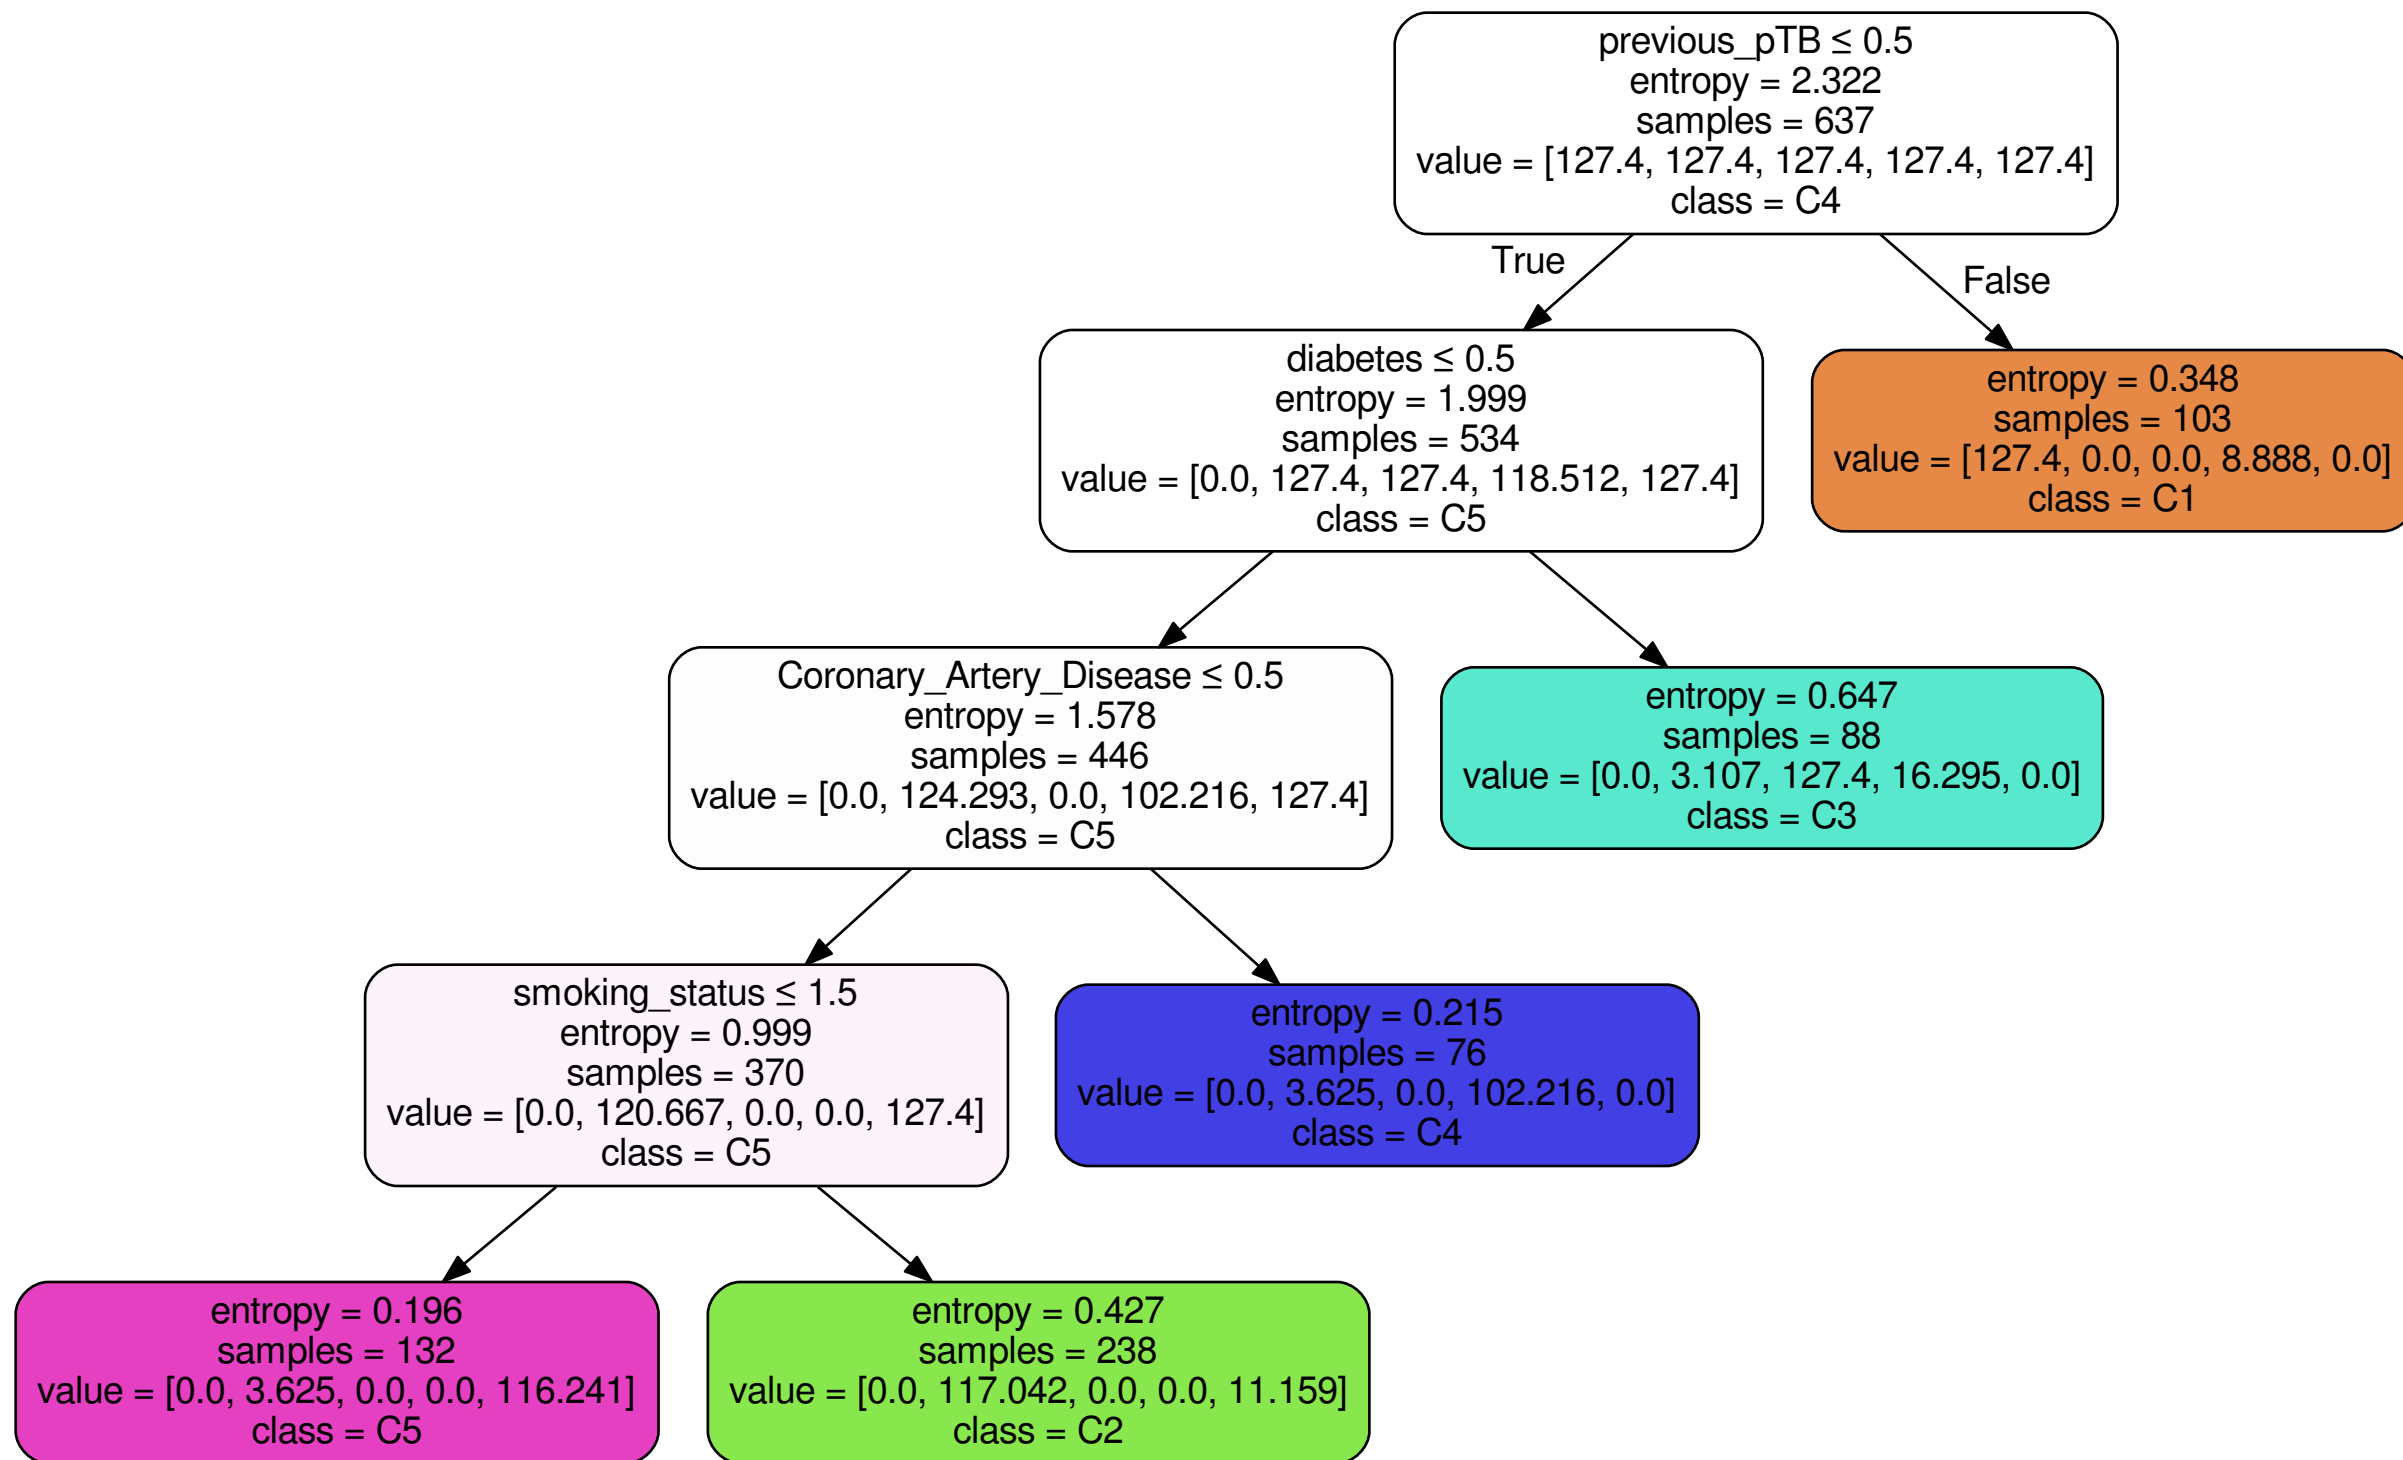 previous_pTB ≤ 0.5
entropy = 2.322
samples = 637
value = [127.4, 127.4, 127.4, 127.4, 127.4]
class = C4
True
False
diabetes ≤ 0.5
entropy = 1.999
samples = 534
value = [0.0, 127.4, 127.4, 118.512, 127.4]
class = C5
entropy = 0.348
samples = 103
value = [127.4, 0.0, 0.0, 8.888, 0.0]
class = C1
Coronary_Artery_Disease ≤ 0.5
entropy = 1.578
samples = 446
value = [0.0, 124.293, 0.0, 102.216, 127.4]
class = C5
entropy = 0.647
samples = 88
value = [0.0, 3.107, 127.4, 16.295, 0.0]
class = C3
smoking_status ≤ 1.5
entropy = 0.999
samples = 370
value = [0.0, 120.667, 0.0, 0.0, 127.4]
class = C5
entropy = 0.215
samples = 76
value = [0.0, 3.625, 0.0, 102.216, 0.0]
class = C4
entropy = 0.196
samples = 132
value = [0.0, 3.625, 0.0, 0.0, 116.241]
class = C5
entropy = 0.427
samples = 238
value = [0.0, 117.042, 0.0, 0.0, 11.159]
class = C2